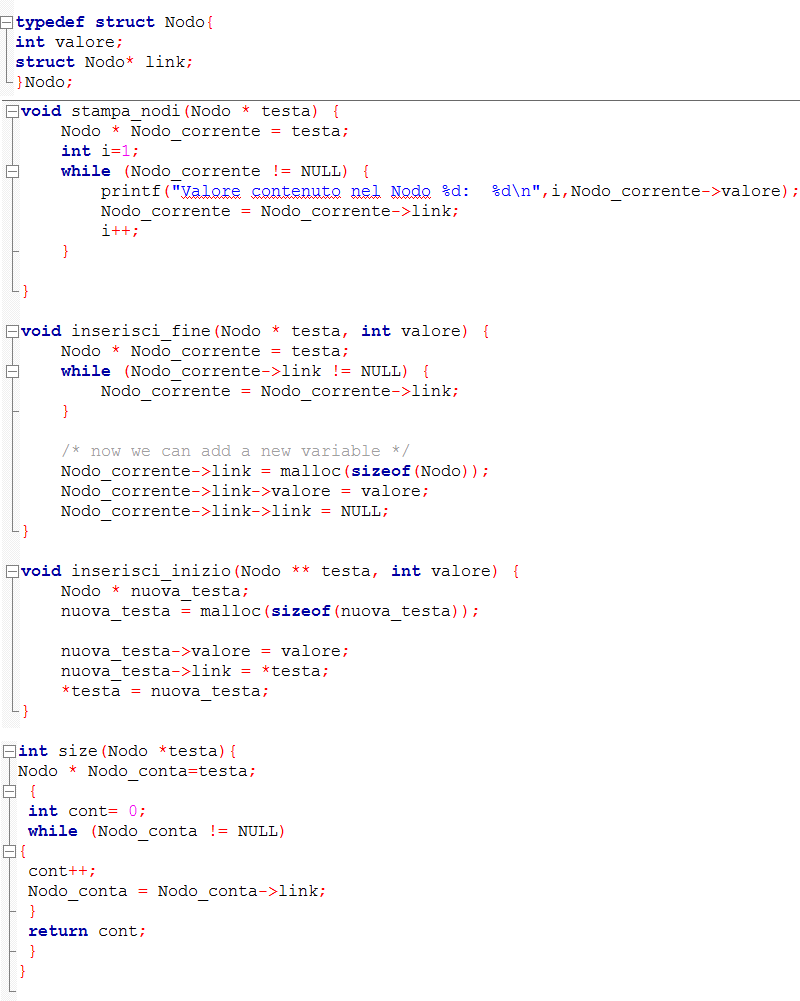 typedef struct Nodo{
int valore;
struct Nodo* link;
}Nodo;
void stampa_nodi(Nodo * testa) {
    Nodo * Nodo_corrente = testa;
    int i=1;
    while (Nodo_corrente != NULL) {
        printf("Valore contenuto nel Nodo %d:  %d\n",i,Nodo_corrente->valore);
        Nodo_corrente = Nodo_corrente->link;
        i++;
    }
}
void inserisci_fine(Nodo * testa, int valore) {
    Nodo * Nodo_corrente = testa;
    while (Nodo_corrente->link != NULL) {
        Nodo_corrente = Nodo_corrente->link;
    }
    /* now we can add a new variable */
    Nodo_corrente->link = malloc(sizeof(Nodo));
    Nodo_corrente->link->valore = valore;
    Nodo_corrente->link->link = NULL;
}
void inserisci_inizio(Nodo ** testa, int valore) {
    Nodo * nuova_testa;
    nuova_testa = malloc(sizeof(nuova_testa));
    nuova_testa->valore = valore;
    nuova_testa->link = *testa;
    *testa = nuova_testa;
}
int size(Nodo *testa){
Nodo * Nodo_conta=testa;
 {
 int cont= 0;
 while (Nodo_conta != NULL)
{
 cont++;
 Nodo_conta = Nodo_conta->link;
 }
 return cont;
 }
}